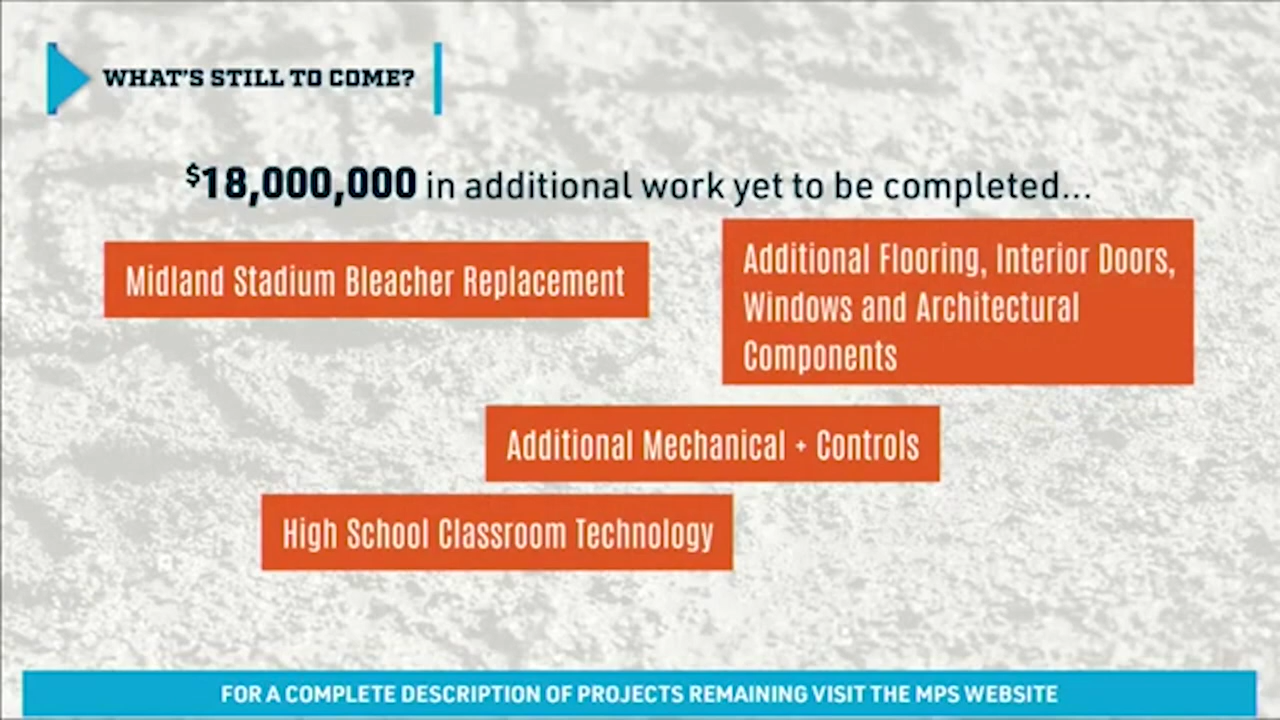 WHAT'S STILL TO COME?
$18,000,000 in additional work yet to be completed...
Midland Stadium Bleacher Replacement
Additional Flooring, Interior Doors,
Windows and Architectural
Components
Additional Mechanical + Controls
High School Classroom Technology
FOR A COMPLETE DESCRIPTION OF PROJECTS REMAINING VISIT THE MPS WEBSITE